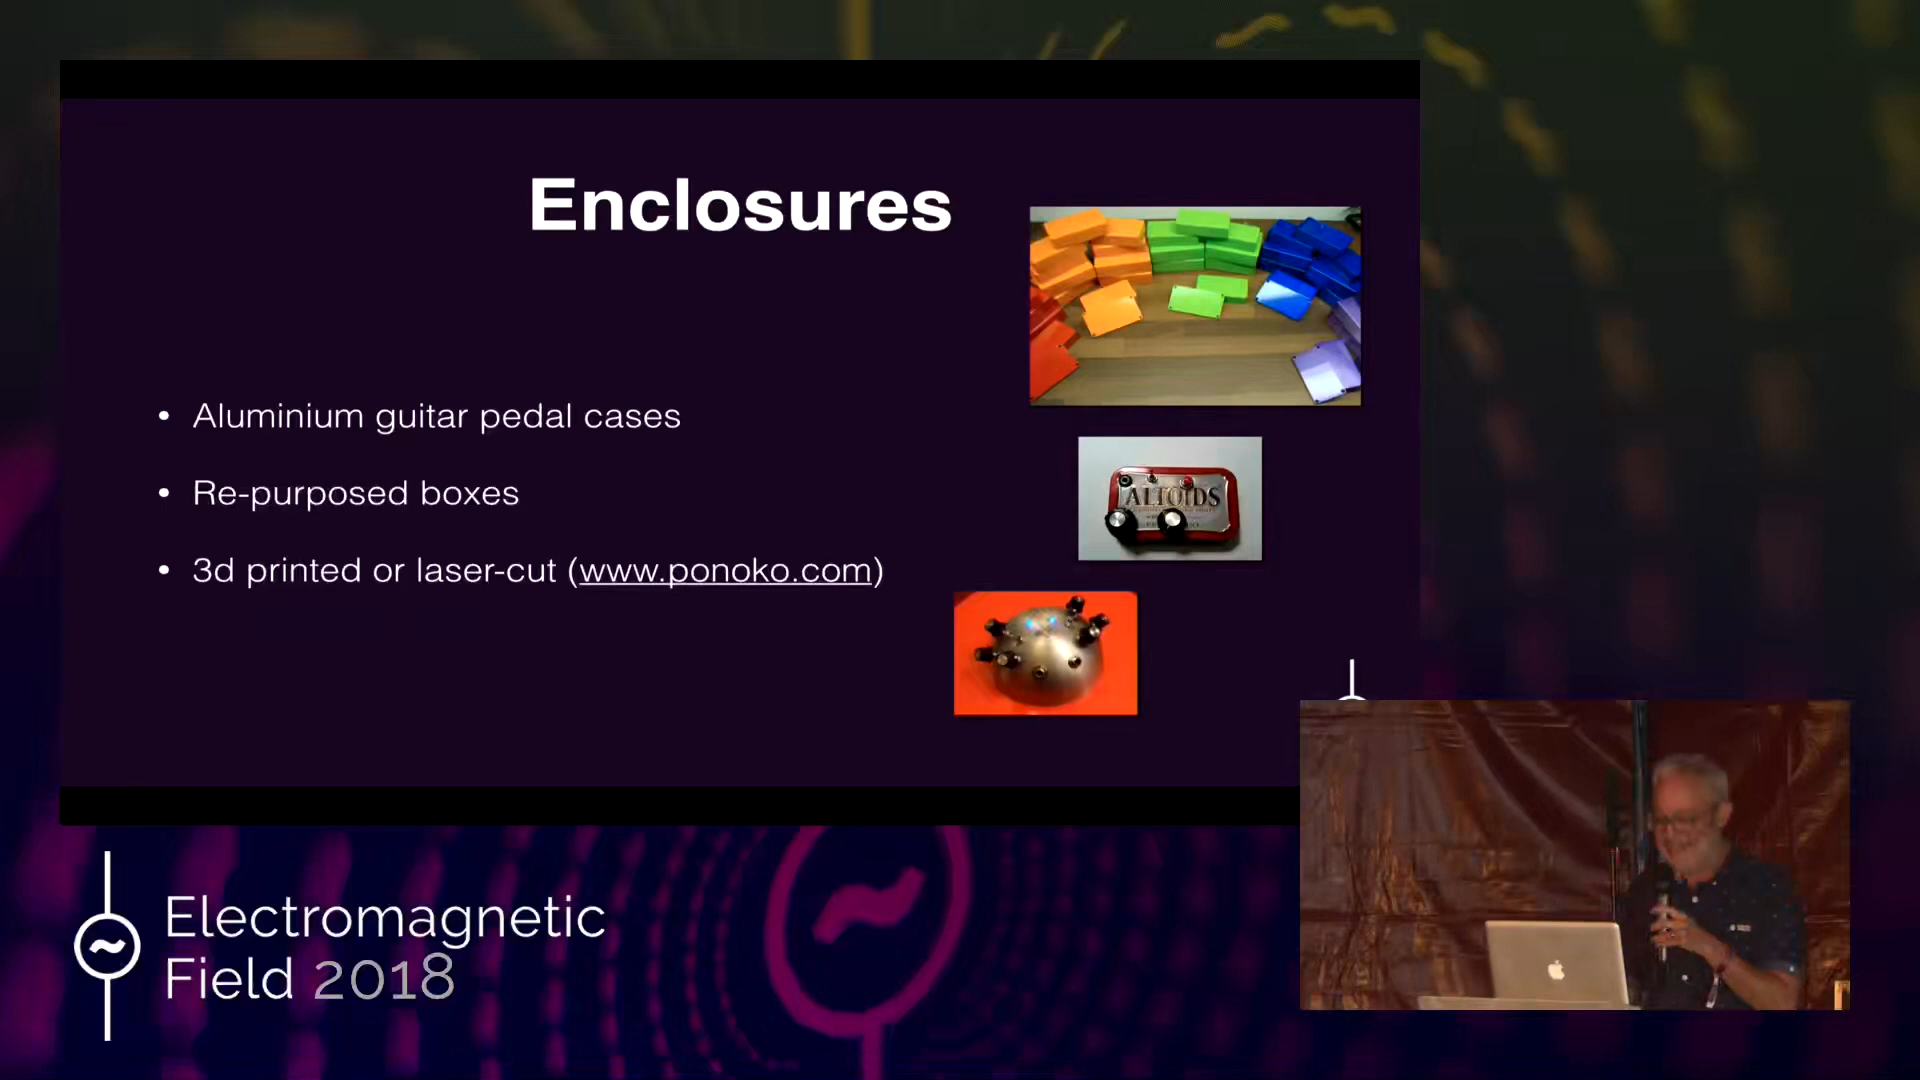 Enclosures
• Aluminium guitar pedal cases
• Re-purposed boxes
• 3d printed or laser-cut (www.ponoko.com)
ALTOIDS
Electromagnetic
Field 2018